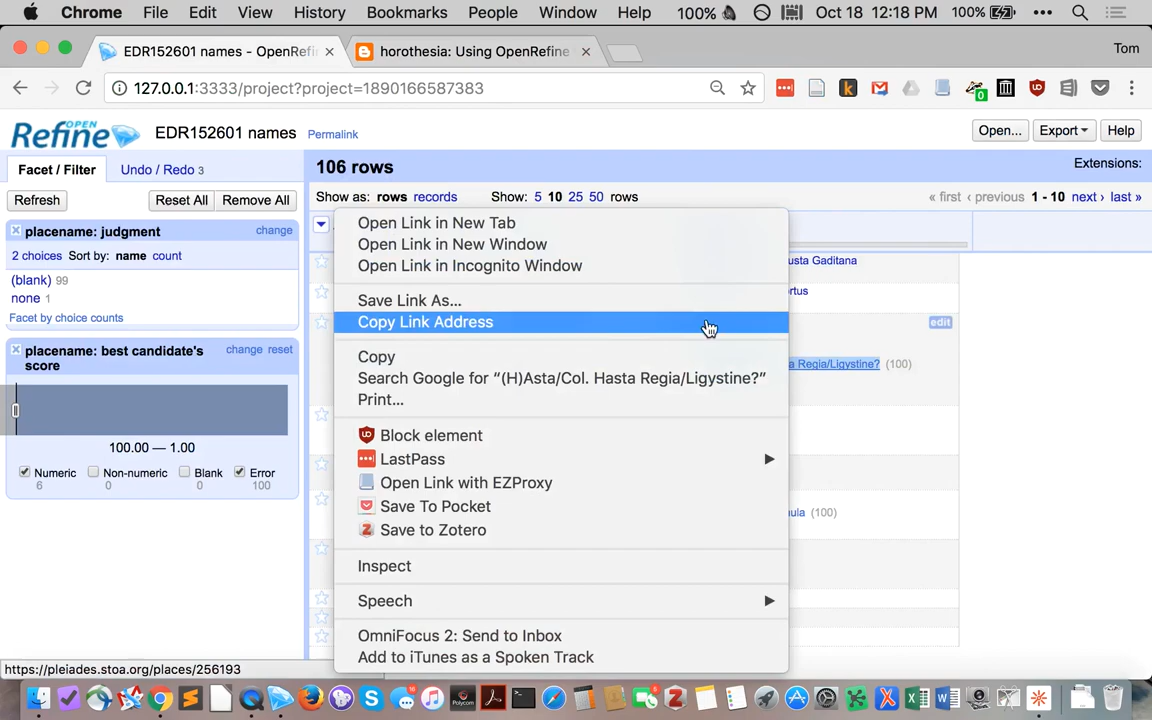 Chrome File Edit View History Bookmarks People Window Help 100% Oct 18 12:18 PM 100%
EDR152601 names - OpenRefi
horothesia: Using OpenRefine
Tom
127.0.0.1:3333/project?project=1890166587383
OPEN
Refine
EDR152601 names Permalink
Open... Export Help
Facet / Filter Undo / Redo 3
106 rows
Extensions:
Refresh Reset All Remove All
Show as: rows records Show: 5 10 25 50 rows
« first ‹ previous 1 - 10 next › last »
placename: judgment change
2 choices Sort by: name count
(blank) 99
none 1
Facet by choice counts
placename: best candidate's score change reset
100.00 — 1.00
Numeric 6
Non-numeric 0
Blank 0
Error 100
Open Link in New Tab
Open Link in New Window
Open Link in Incognito Window
Save Link As...
Copy Link Address
Copy
Search Google for “(H)Asta/Col. Hasta Regia/Ligystine?”
Print...
Block element
LastPass
Open Link with EZProxy
Save To Pocket
Save to Zotero
Inspect
Speech
OmniFocus 2: Send to Inbox
Add to iTunes as a Spoken Track
usta Gaditana
rtus
edit
a Regia/Ligystine? (100)
ula (100)
https://pleiades.stoa.org/places/256193